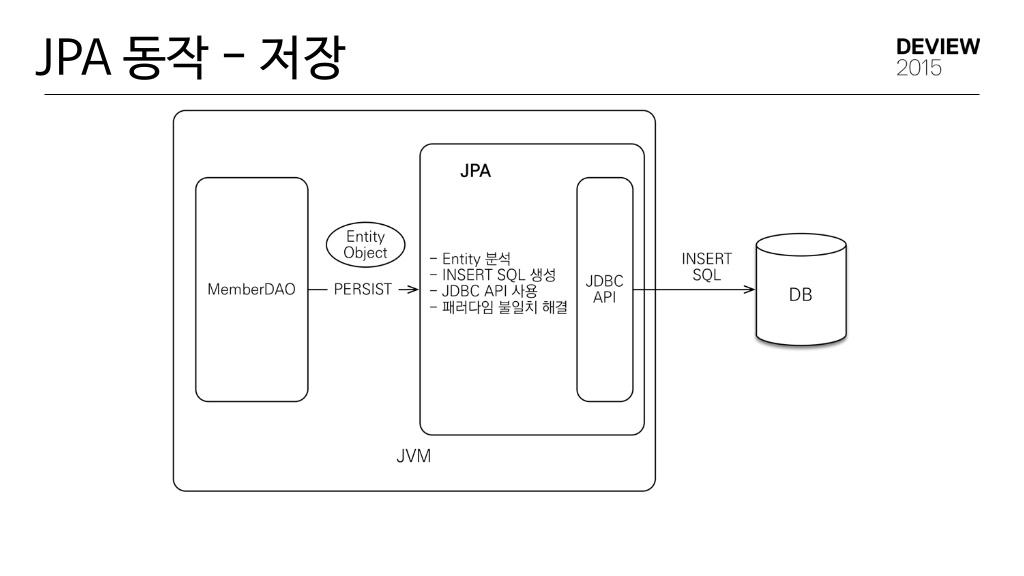 JPA 동작 – 저장
DEVIEW
2015
JPA
Entity
Object
MemberDAO
PERSIST
– Entity 분석
– INSERT SQL 생성
– JDBC API 사용
– 패러다임 불일치 해결
JDBC
API
INSERT
SQL
DB
JVM